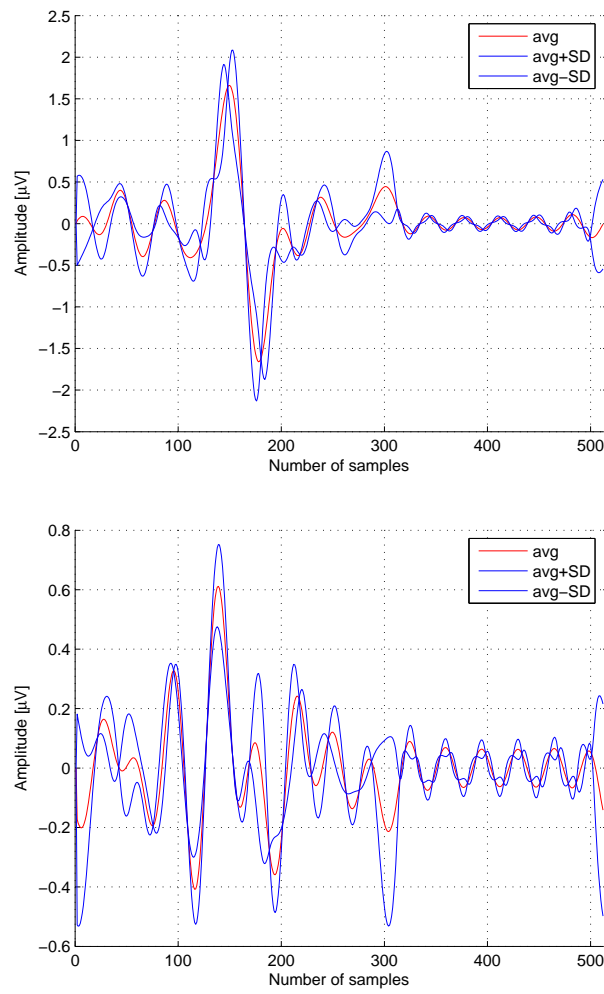 2.5
2
1.5
1
0.5
0
−0.5
−1
−1.5
−2
−2.5
Amplitude [µV]
avg
avg+SD
avg−SD
0 100 200 300 400 500
Number of samples
0.8
0.6
0.4
0.2
0
−0.2
−0.4
−0.6
Amplitude [µV]
avg
avg+SD
avg−SD
0 100 200 300 400 500
Number of samples